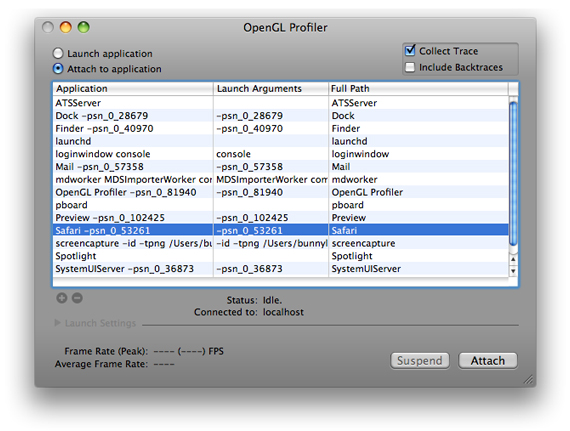 OpenGL Profiler
Launch application
Attach to application
Collect Trace
Include Backtraces
Application Launch Arguments Full Path
ATSServer ATSServer
Dock -psn_0_28679 -psn_0_28679 Dock
Finder -psn_0_40970 -psn_0_40970 Finder
launchd launchd
loginwindow console console loginwindow
Mail -psn_0_57358 -psn_0_57358 Mail
mdworker MDSImporterWorker com MDSImporterWorker com mdworker
OpenGL Profiler -psn_0_81940 -psn_0_81940 OpenGL Profiler
pboard pboard
Preview -psn_0_102425 -psn_0_102425 Preview
Safari -psn_0_53261 -psn_0_53261 Safari
screencapture -id -tpng /Users/bu -id -tpng /Users/bunnyl screencapture
Spotlight Spotlight
SystemUIServer -psn_0_36873 -psn_0_36873 SystemUIServer
Status: Idle.
Connected to: localhost
Launch Settings
Frame Rate (Peak): ---- (----) FPS
Average Frame Rate: ----
Suspend Attach